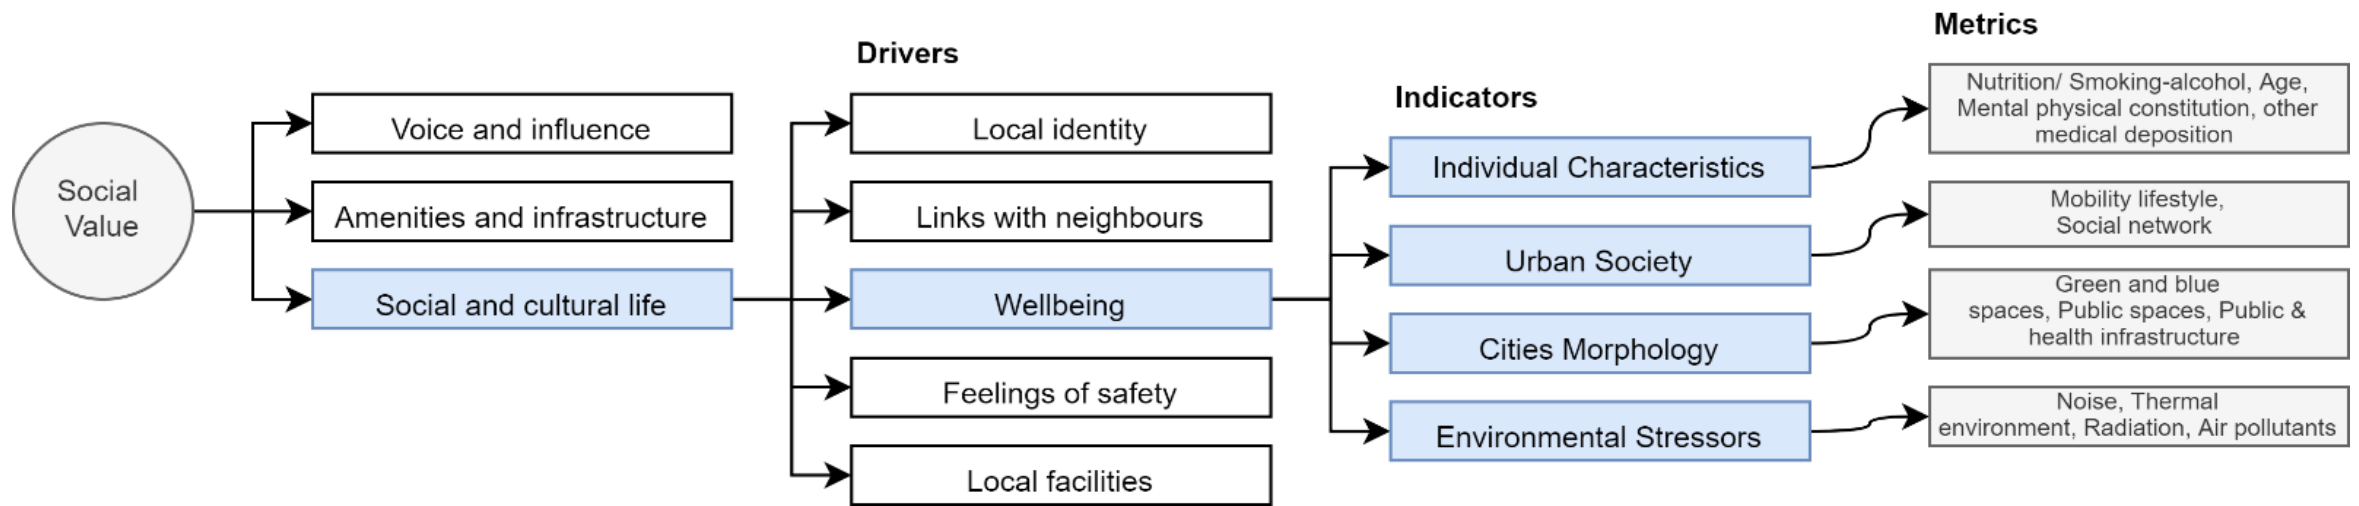 Social
Value
Voice and influence
Amenities and infrastructure
Social and cultural life
Drivers
Local identity
Links with neighbours
Wellbeing
Feelings of safety
Local facilities
Indicators
Individual Characteristics
Urban Society
Cities Morphology
Environmental Stressors
Metrics
Nutrition/ Smoking-alcohol, Age,
Mental physical constitution, other
medical deposition
Mobility lifestyle,
Social network
Green and blue
spaces, Public spaces, Public &
health infrastructure
Noise, Thermal
environment, Radiation, Air pollutants